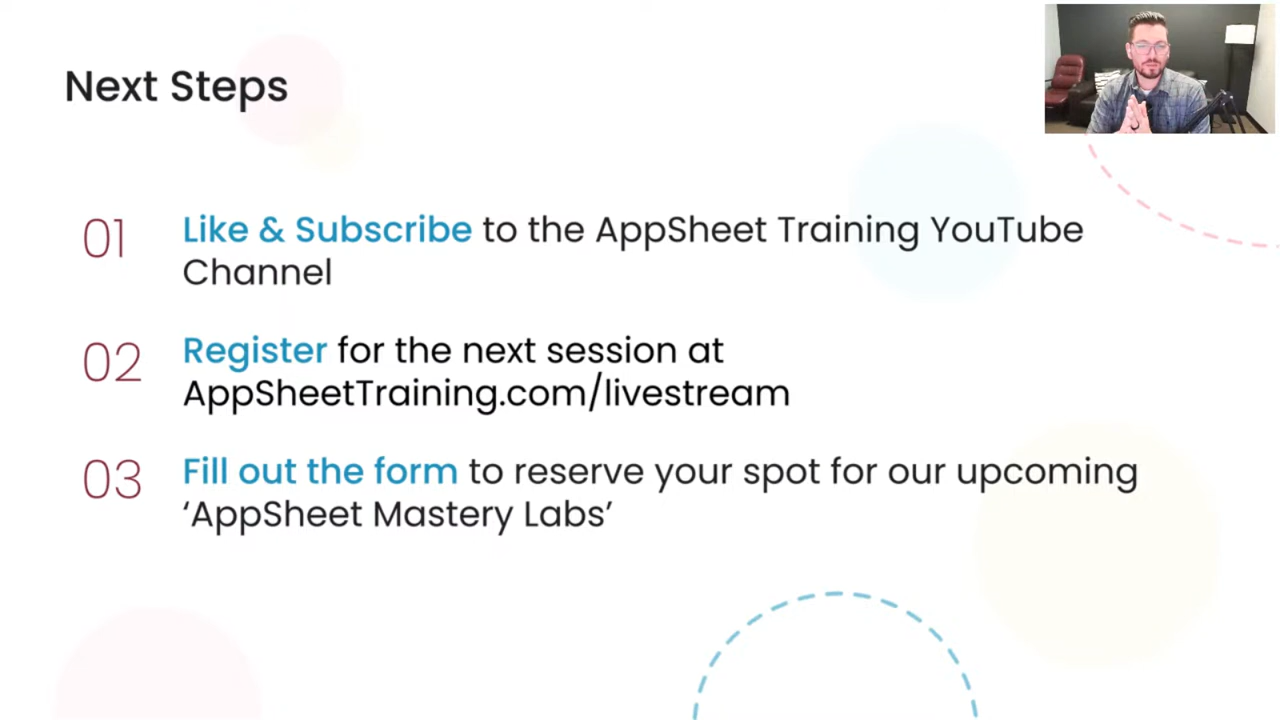 Next Steps
01
Like & Subscribe to the AppSheet Training YouTube
Channel
02
Register for the next session at
AppSheetTraining.com/livestream
03
Fill out the form to reserve your spot for our upcoming
‘AppSheet Mastery Labs’